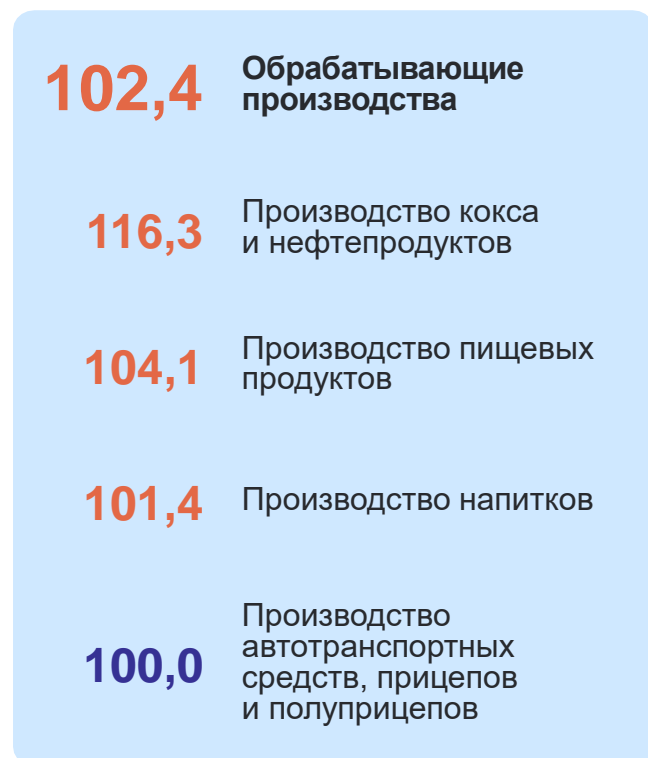 102,4
Обрабатывающие
производства
116,3
Производство кокса
и нефтепродуктов
104,1
Производство пищевых
продуктов
101,4
Производство напитков
100,0
Производство
автотранспортных
средств, прицепов
и полуприцепов